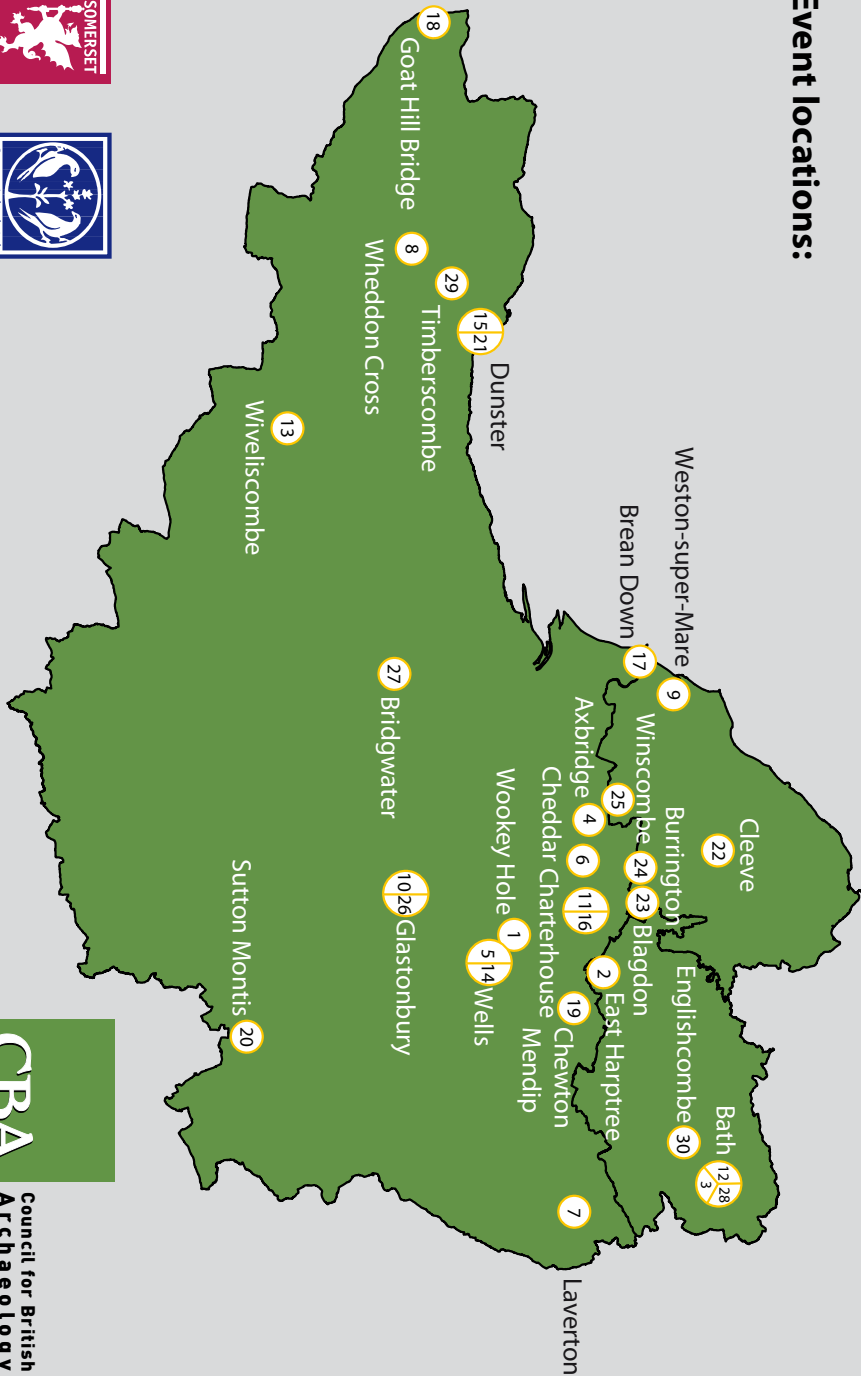 Event locations:
Weston-super-Mare
9
Brean Down
17
Cleeve
22
Burrington
23
Winscombe
25
24
Blagdon
Englishcombe
30
Bath
12 28
3
Axbridge
4
Cheddar
6
Charterhouse
11 16
2
East Harptree
19
Chewton
Mendip
7
Laverton
Wookey Hole
1
5 14
Wells
Dunster
15 21
29
Timberscombe
18
Goat Hill Bridge
8
Wheddon Cross
13
Wiveliscombe
27
Bridgwater
10 26
Glastonbury
Sutton Montis
20
SOMERSET
CBA
Council for British
Archaeology